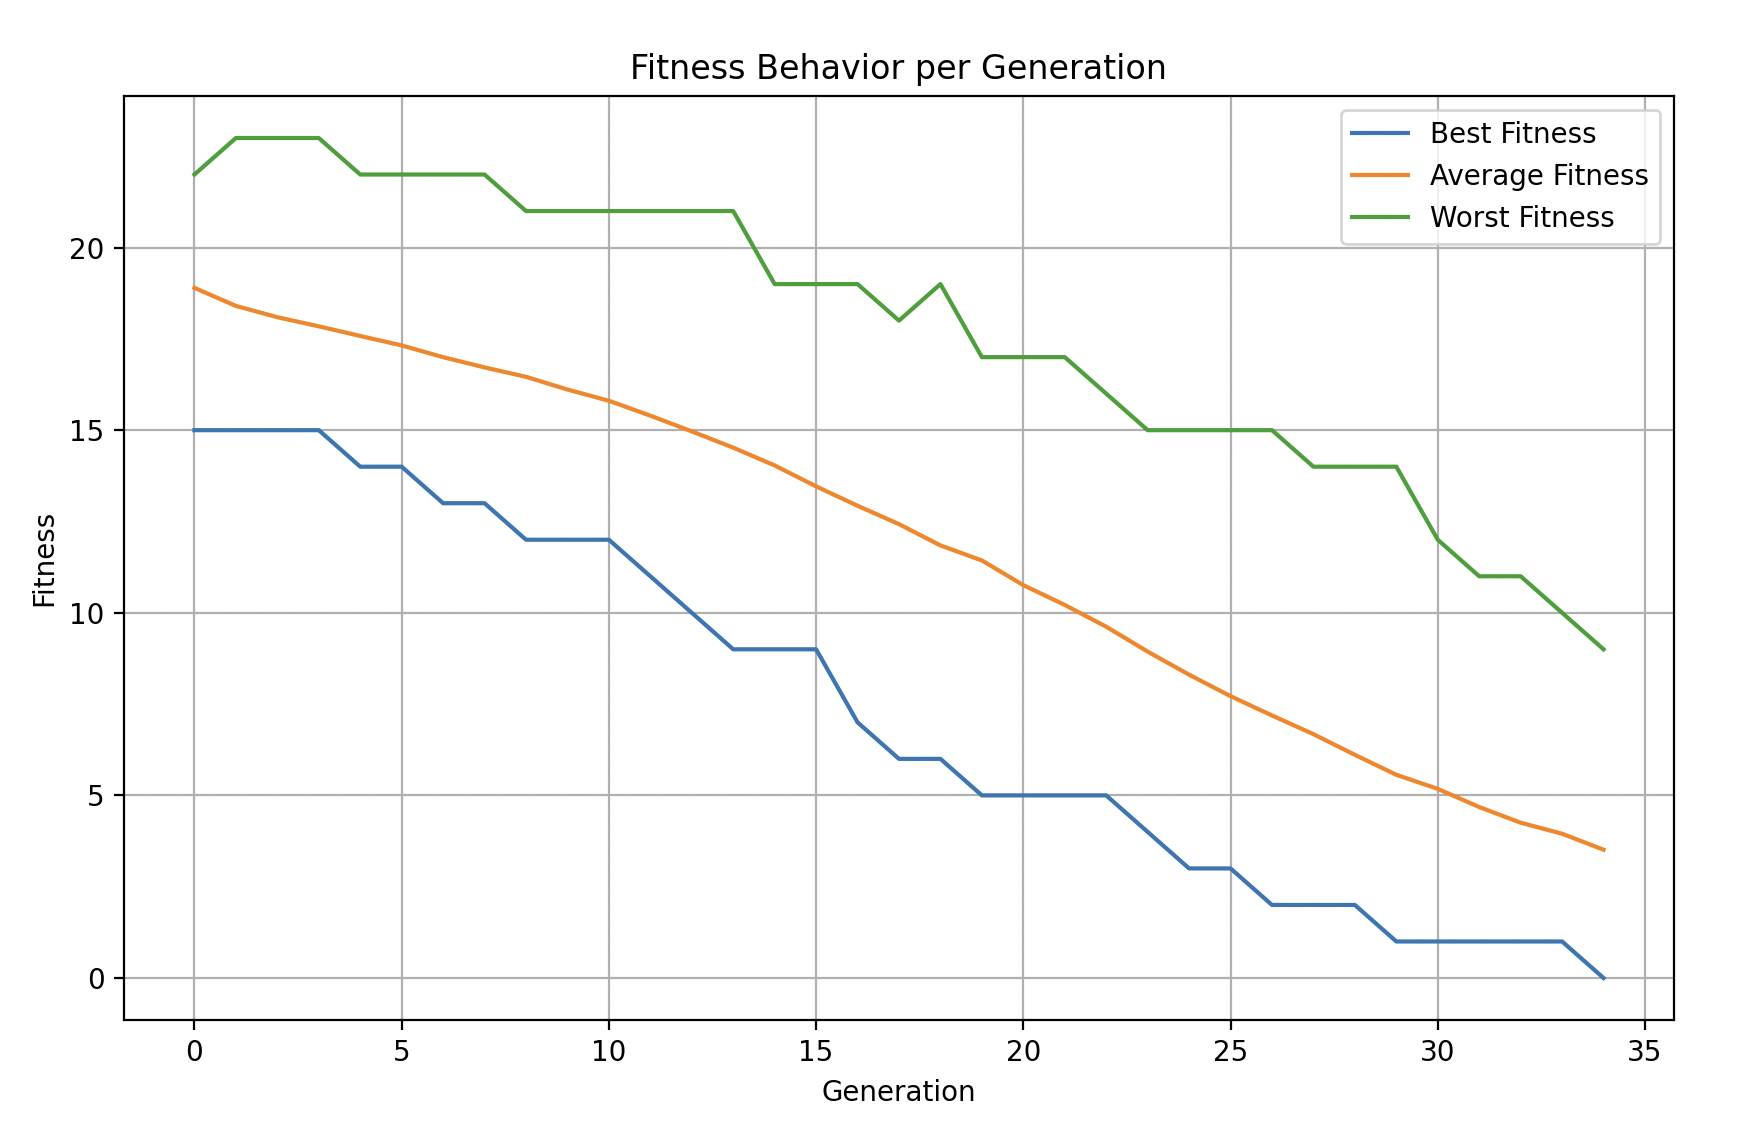 Fitness Behavior per Generation
Best Fitness
Average Fitness
Worst Fitness
20
15
10
5
0
Fitness
0 5 10 15 20 25 30 35
Generation